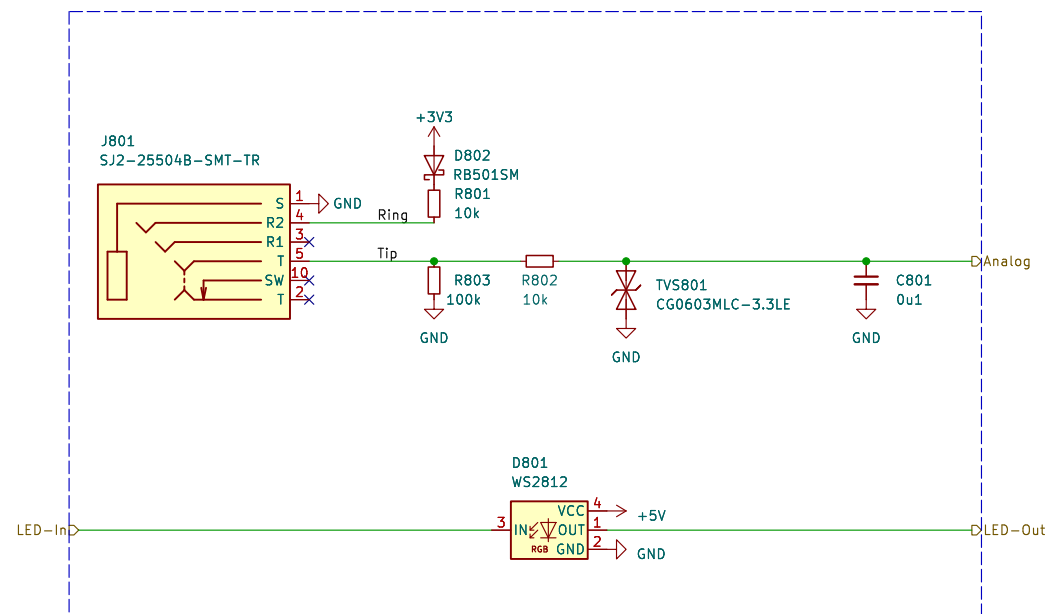 +3V3
J801
SJ2-25504B-SMT-TR
D802
RB501SM
R801
10k
S 1 GND
R2 4 Ring
R1 3
T 5 Tip
SW 10
T 2
R803
100k
GND
R802
10k
TVS801
CG0603MLC-3.3LE
GND
C801
0u1
GND
Analog
D801
WS2812
VCC 4 +5V
LED-In 3 IN OUT 1 LED-Out
RGB GND 2 GND